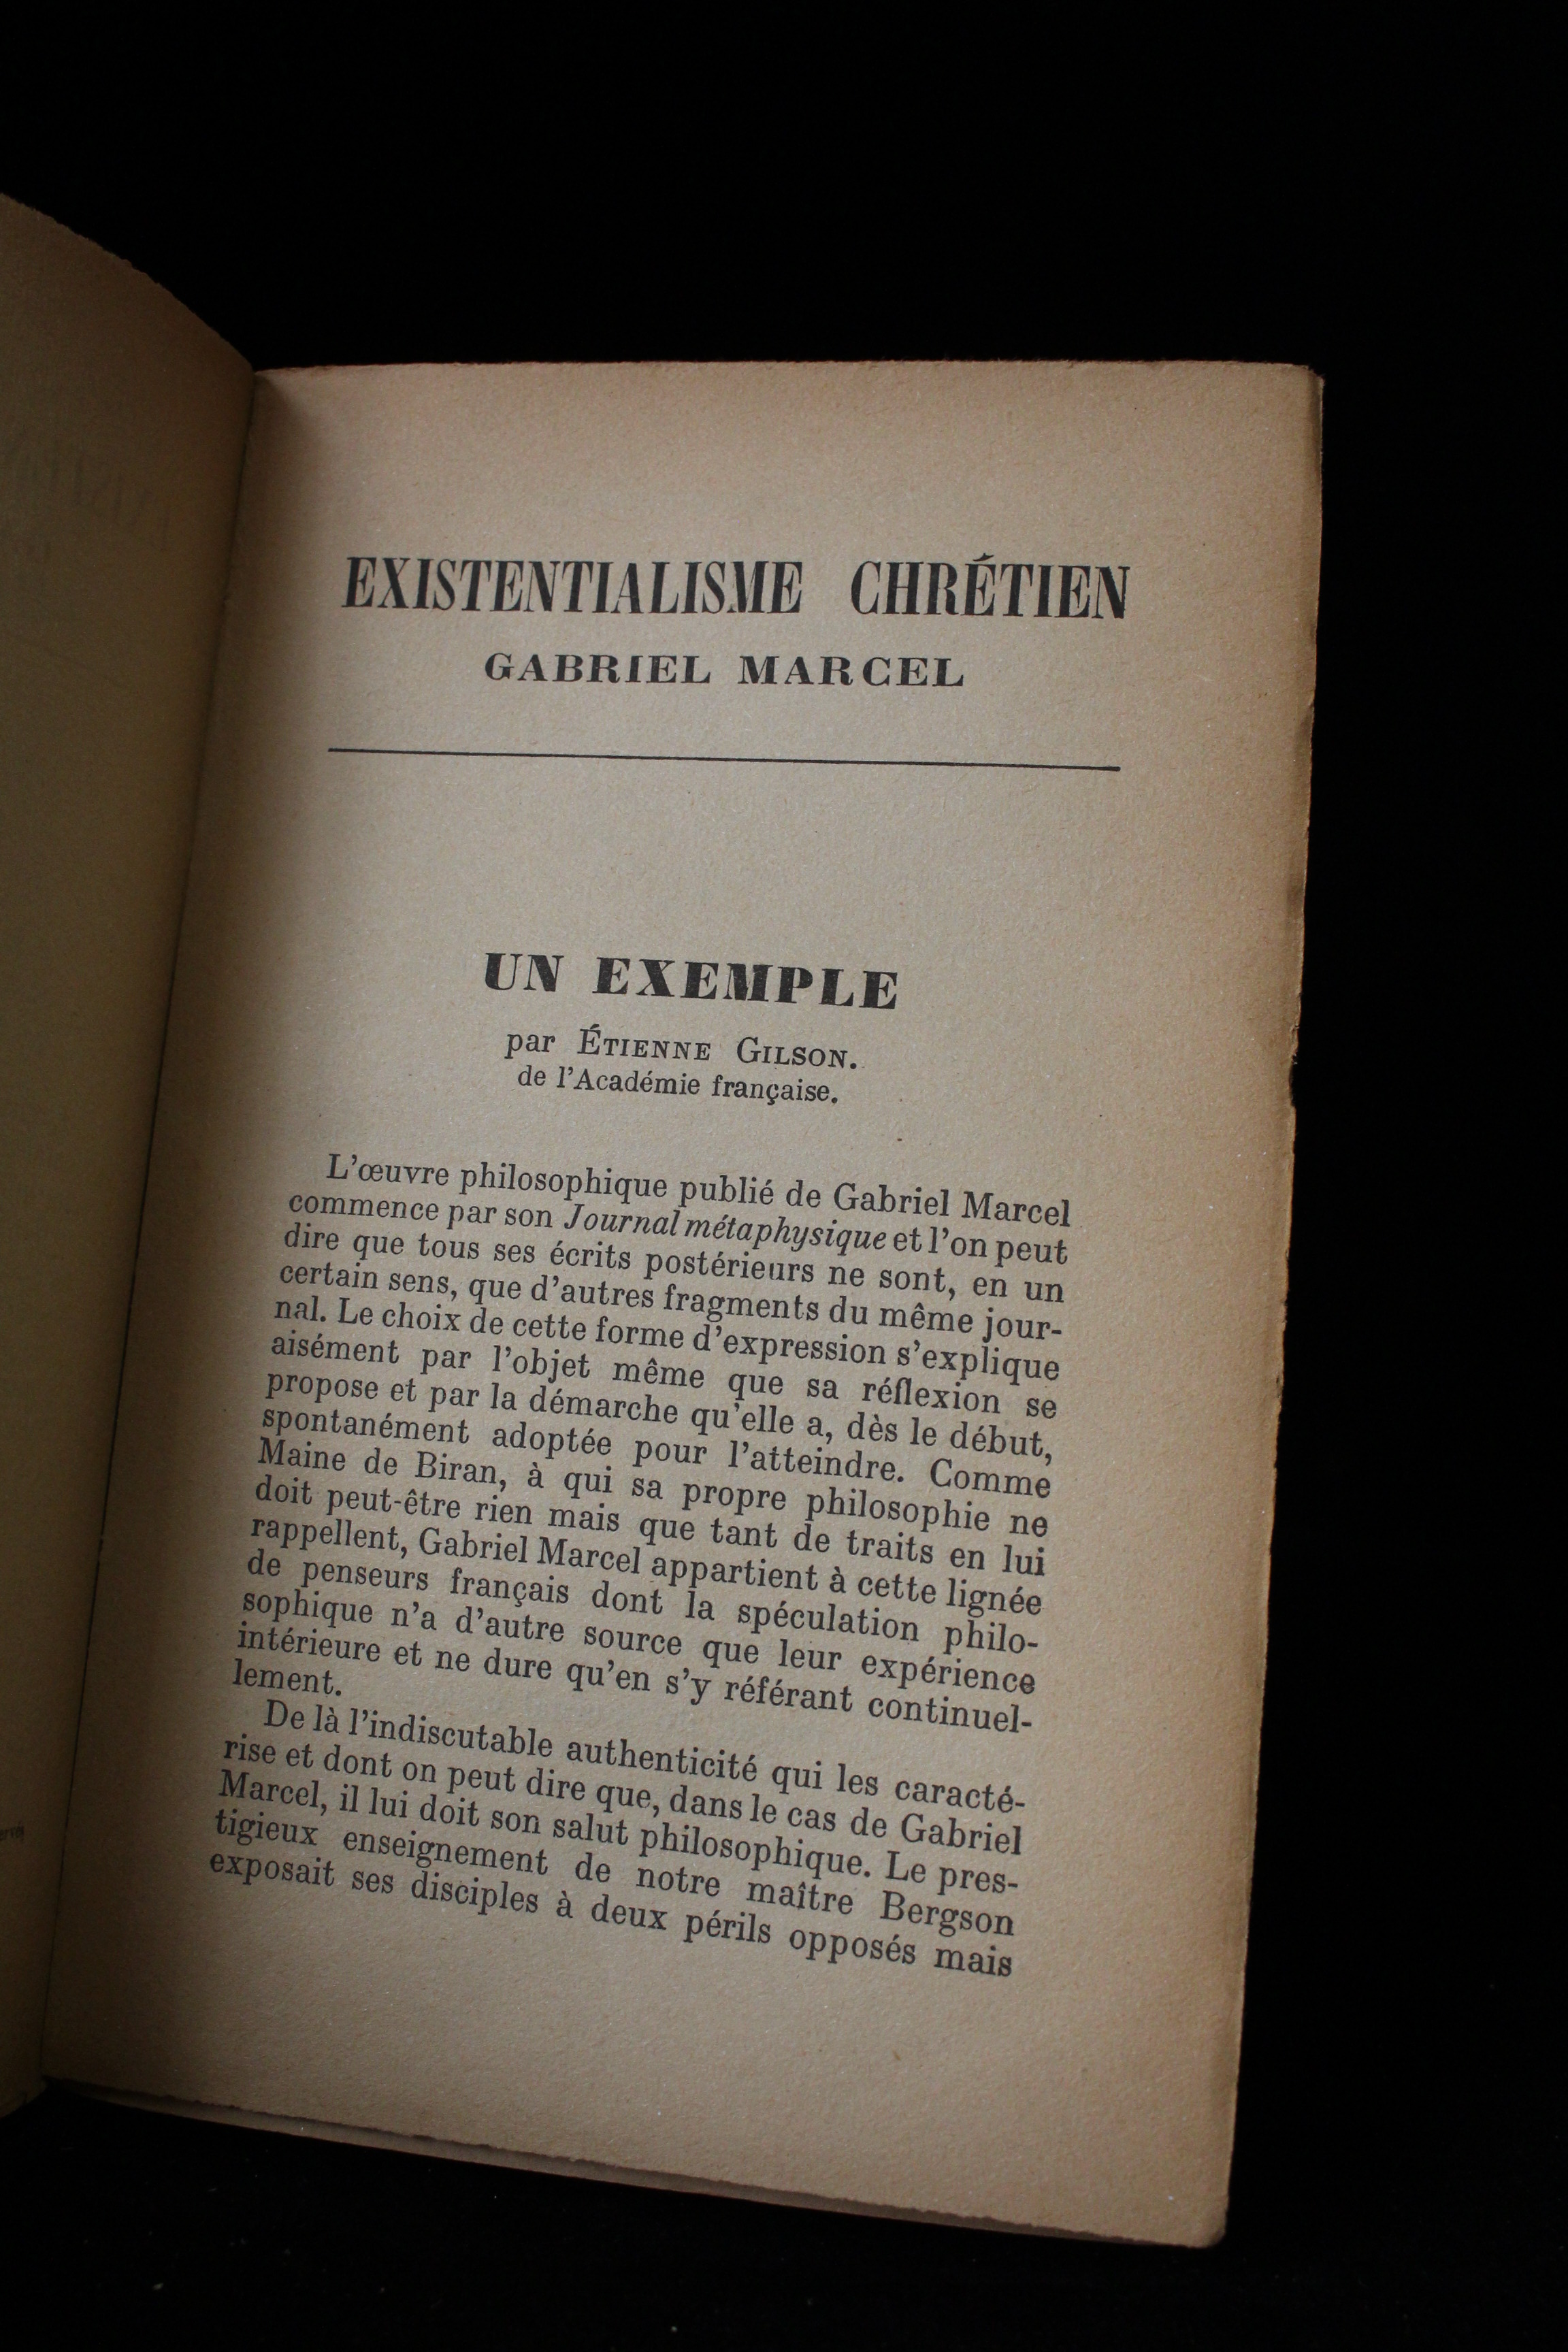 EXISTENTIALISME CHRÉTIEN
GABRIEL MARCEL
UN EXEMPLE
par ÉTIENNE GILSON.
de l'Académie française.
L'œuvre philosophique publié de Gabriel Marcel
commence par son Journal métaphysique et l'on peut
dire que tous ses écrits postérieurs ne sont, en un
certain sens, que d'autres fragments du même jour-
nal. Le choix de cette forme d'expression s'explique
aisément par l'objet même que sa réflexion se
propose et par la démarche qu'elle a, dès le début,
spontanément adoptée pour l'atteindre. Comme
Maine de Biran, à qui sa propre philosophie ne
doit peut-être rien mais que tant de traits en lui
rappellent, Gabriel Marcel appartient à cette lignée
de penseurs français dont la spéculation philo-
sophique n'a d'autre source que leur expérience
intérieure et ne dure qu'en s'y référant continuel-
lement.
De là l'indiscutable authenticité qui les caracté-
rise et dont on peut dire que, dans le cas de Gabriel
Marcel, il lui doit son salut philosophique. Le pres-
tigieux enseignement de notre maître Bergson
exposait ses disciples à deux périls opposés mais